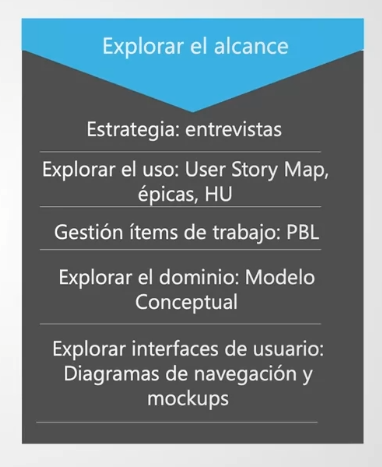 Explorar el alcance
Estrategia: entrevistas
Explorar el uso: User Story Map,
épicas, HU
Gestión ítems de trabajo: PBL
Explorar el dominio: Modelo
Conceptual
Explorar interfaces de usuario:
Diagramas de navegación y
mockups